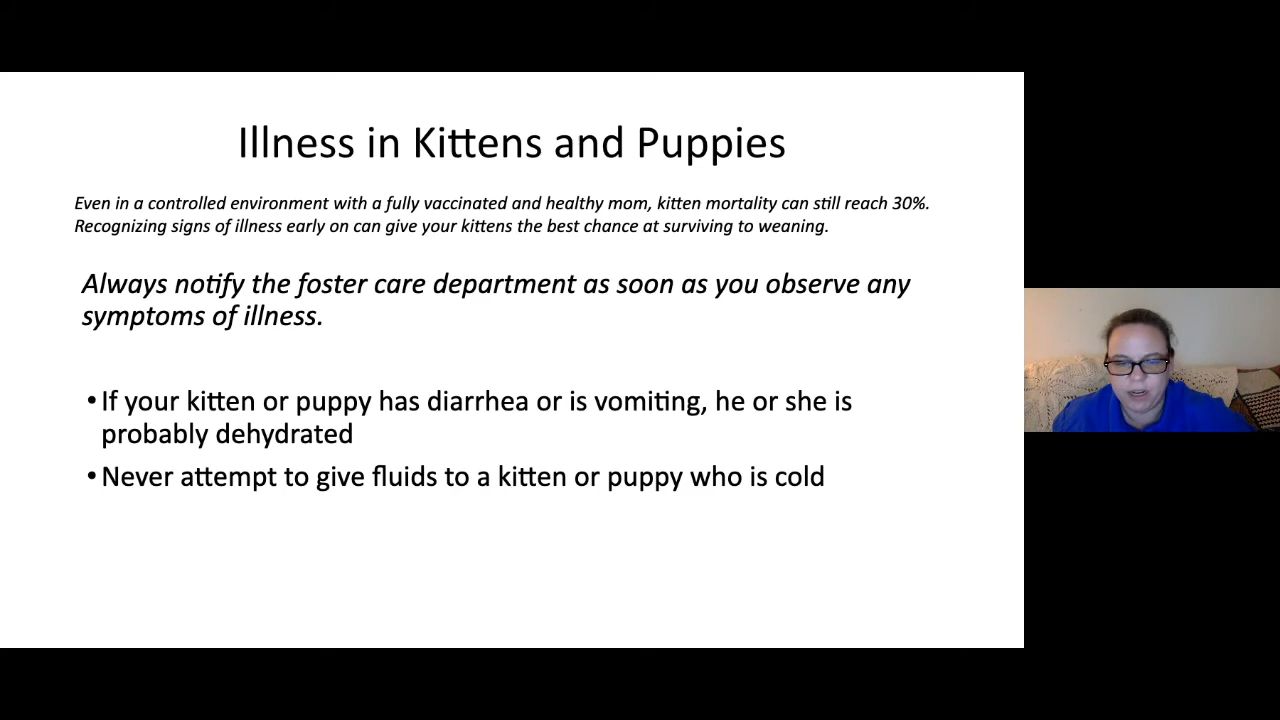 Illness in Kittens and Puppies
Even in a controlled environment with a fully vaccinated and healthy mom, kitten mortality can still reach 30%.
Recognizing signs of illness early on can give your kittens the best chance at surviving to weaning.
Always notify the foster care department as soon as you observe any
symptoms of illness.
•If your kitten or puppy has diarrhea or is vomiting, he or she is
probably dehydrated
•Never attempt to give fluids to a kitten or puppy who is cold